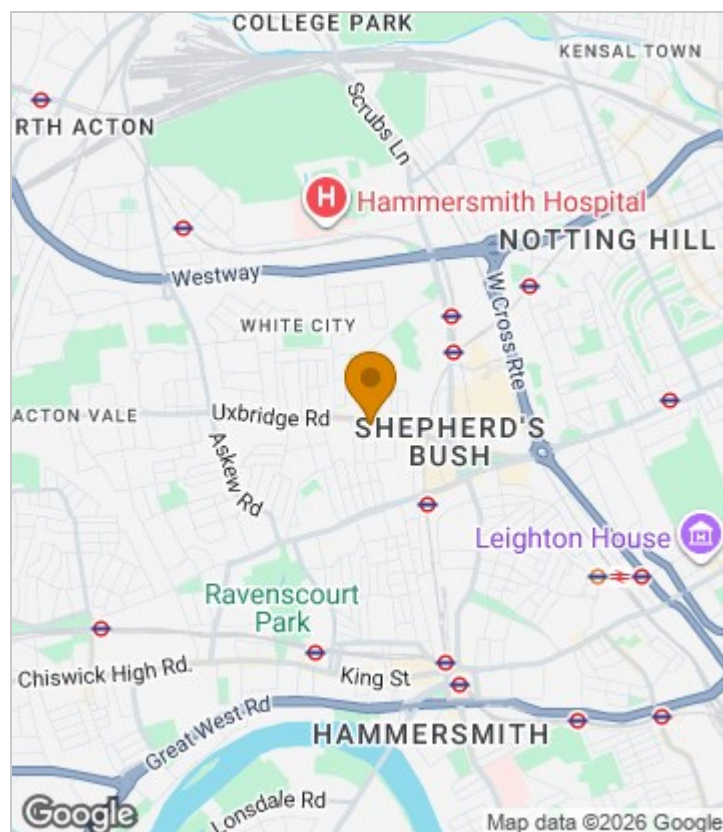 COLLEGE PARK
KENSAL TOWN
RTH ACTON
Scrubs Ln
H
Hammersmith Hospital
NOTTING HILL
Westway
W Cross Rte
WHITE CITY
ACTON VALE
Uxbridge Rd
SHEPHERD'S
BUSH
Askew Rd
Leighton House
Ravenscourt
Park
Chiswick High Rd.
King St
Great West Rd
HAMMERSMITH
Lonsdale Rd
Google
Map data ©2026 Google